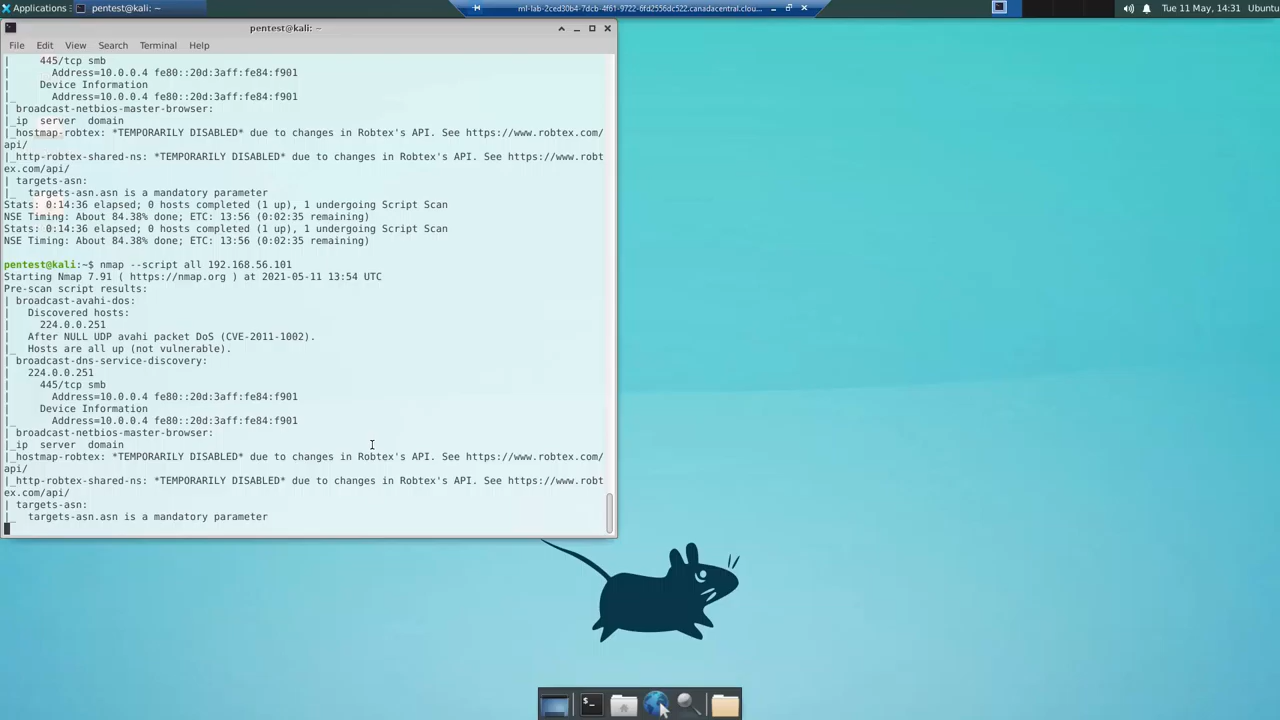 Applications
pentest@kali: ~
ml-lab-2ced30b4-7dcb-4f61-9722-6fd2556dc522.canadacentral.clou...
Tue 11 May, 14:31
Ubuntu
pentest@kali: ~
File Edit View Search Terminal Help
|     445/tcp smb
|       Address=10.0.0.4 fe80::20d:3aff:fe84:f901
|     Device Information
|_      Address=10.0.0.4 fe80::20d:3aff:fe84:f901
| broadcast-netbios-master-browser:
|_ip  server  domain
|_hostmap-robtex: *TEMPORARILY DISABLED* due to changes in Robtex's API. See https://www.robtex.com/
api/
|_http-robtex-shared-ns: *TEMPORARILY DISABLED* due to changes in Robtex's API. See https://www.robt
ex.com/api/
| targets-asn:
|_  targets-asn.asn is a mandatory parameter
Stats: 0:14:36 elapsed; 0 hosts completed (1 up), 1 undergoing Script Scan
NSE Timing: About 84.38% done; ETC: 13:56 (0:02:35 remaining)
Stats: 0:14:36 elapsed; 0 hosts completed (1 up), 1 undergoing Script Scan
NSE Timing: About 84.38% done; ETC: 13:56 (0:02:35 remaining)
pentest@kali:~$ nmap --script all 192.168.56.101
Starting Nmap 7.91 ( https://nmap.org ) at 2021-05-11 13:54 UTC
Pre-scan script results:
| broadcast-avahi-dos:
|   Discovered hosts:
|     224.0.0.251
|   After NULL UDP avahi packet DoS (CVE-2011-1002).
|_  Hosts are all up (not vulnerable).
| broadcast-dns-service-discovery:
|   224.0.0.251
|     445/tcp smb
|       Address=10.0.0.4 fe80::20d:3aff:fe84:f901
|     Device Information
|_      Address=10.0.0.4 fe80::20d:3aff:fe84:f901
| broadcast-netbios-master-browser:
|_ip  server  domain
|_hostmap-robtex: *TEMPORARILY DISABLED* due to changes in Robtex's API. See https://www.robtex.com/
api/
|_http-robtex-shared-ns: *TEMPORARILY DISABLED* due to changes in Robtex's API. See https://www.robt
ex.com/api/
| targets-asn:
|_  targets-asn.asn is a mandatory parameter